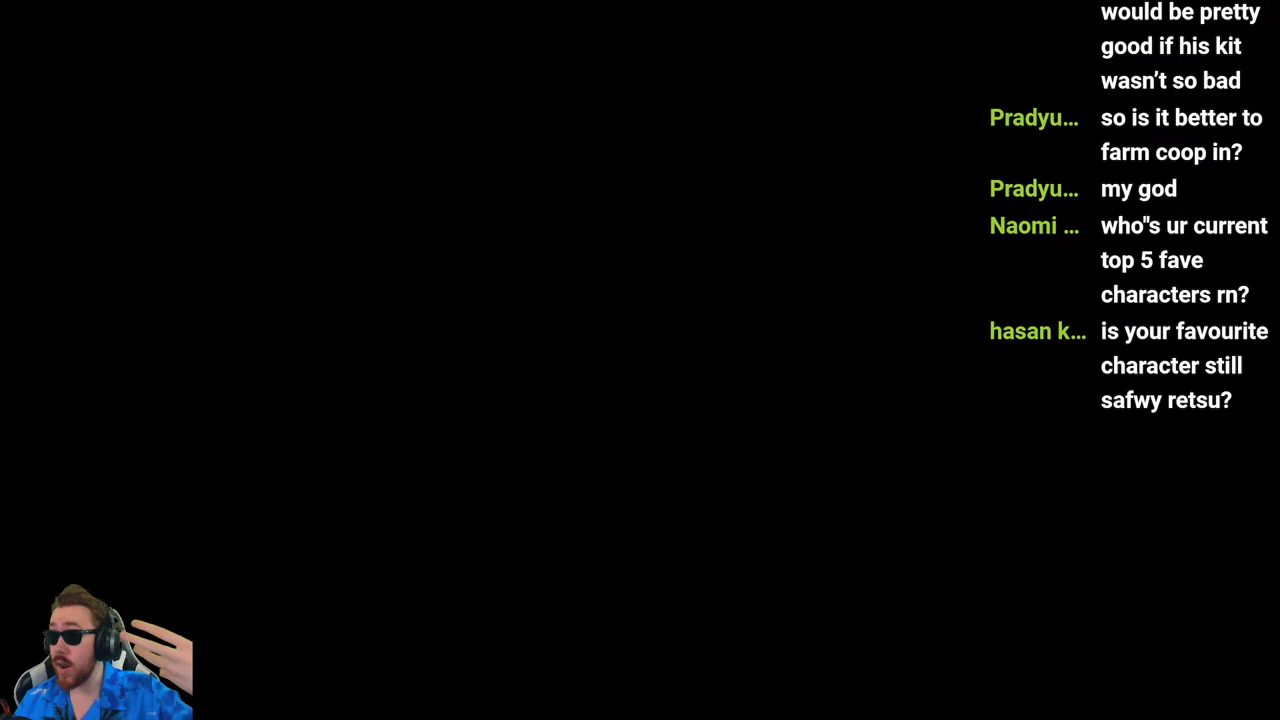 would be pretty
good if his kit
wasn't so bad
Pradyu… so is it better to
farm coop in?
Pradyu… my god
Naomi … who"s ur current
top 5 fave
characters rn?
hasan k… is your favourite
character still
safwy retsu?